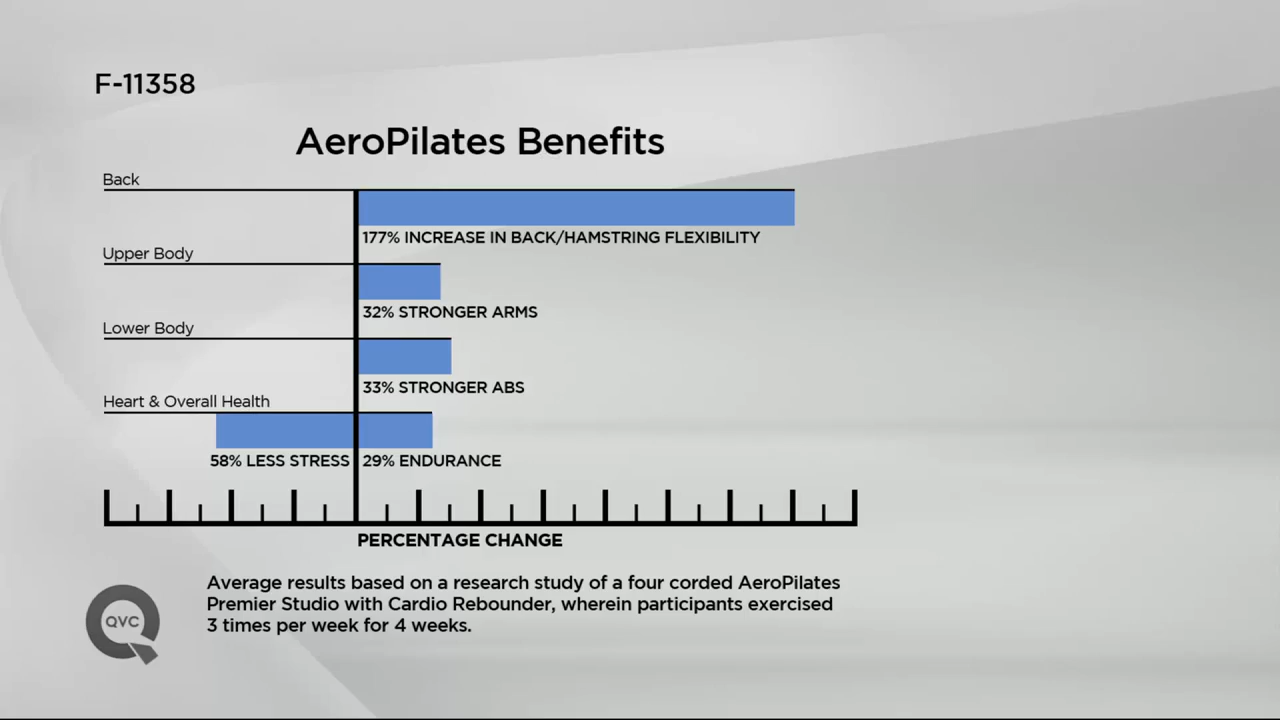 F-11358
AeroPilates Benefits
Back
177% INCREASE IN BACK/HAMSTRING FLEXIBILITY
Upper Body
32% STRONGER ARMS
Lower Body
33% STRONGER ABS
Heart & Overall Health
58% LESS STRESS 29% ENDURANCE
PERCENTAGE CHANGE
Average results based on a research study of a four corded AeroPilates
Premier Studio with Cardio Rebounder, wherein participants exercised
3 times per week for 4 weeks.
QVC